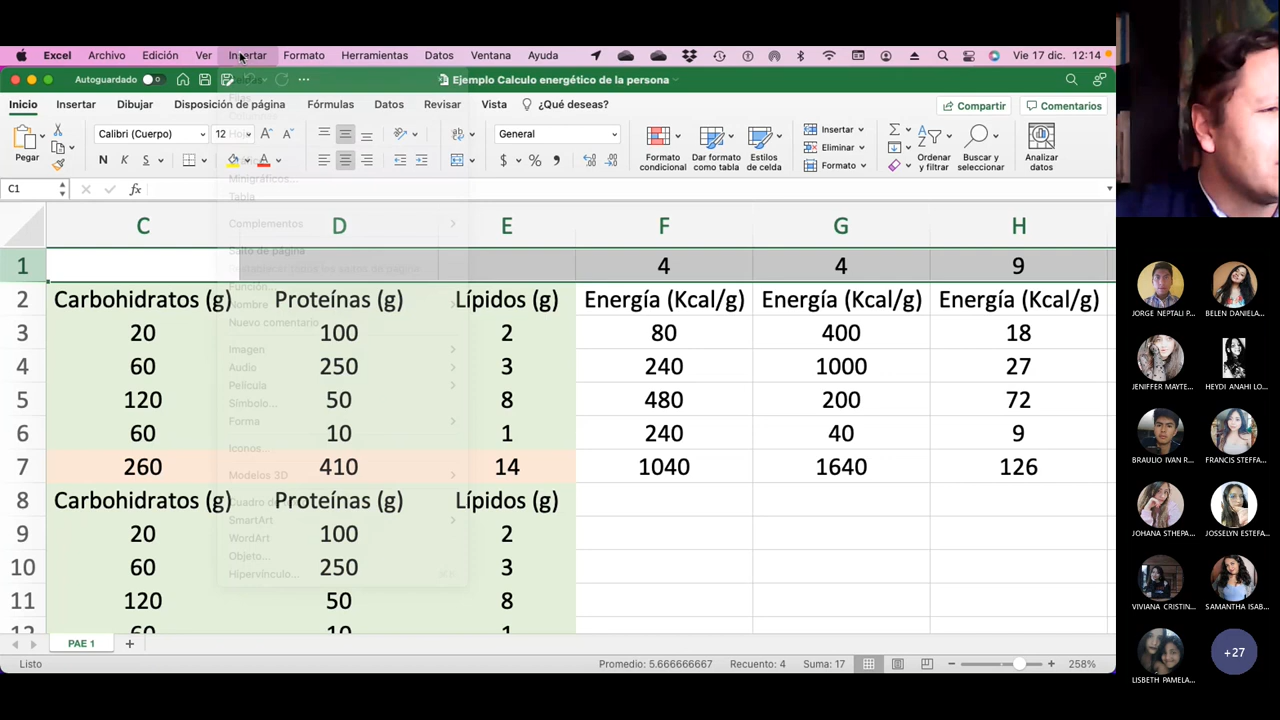 Excel Archivo Edición Ver Insertar Formato Herramientas Datos Ventana Ayuda Vie 17 dic. 12:14
Autoguardado Ejemplo Calculo energético de la persona
Inicio Insertar Dibujar Disposición de página Fórmulas Datos Revisar Vista ¿Qué deseas? Compartir Comentarios
Pegar Calibri (Cuerpo) 12 General Formato condicional Dar formato como tabla Estilos de celda Insertar Eliminar Formato Ordenar y filtrar Buscar y seleccionar Analizar datos
N K S $ %
C1 fx
C D E F G H
1 4 4 9
2 Carbohidratos (g) Proteínas (g) Lípidos (g) Energía (Kcal/g) Energía (Kcal/g) Energía (Kcal/g)
3 20 100 2 80 400 18
4 60 250 3 240 1000 27
5 120 50 8 480 200 72
6 60 10 1 240 40 9
7 260 410 14 1040 1640 126
8 Carbohidratos (g) Proteínas (g) Lípidos (g)
9 20 100 2
10 60 250 3
11 120 50 8
12 60 10 1
Minigráficos...
Tabla
Complementos
Salto de página
Función...
Nombre
Nuevo comentario
Imagen
Audio
Película
Símbolo...
Forma
Iconos...
Modelos 3D
SmartArt
WordArt
Objeto...
Hipervínculo...
PAE 1
Listo Promedio: 5.666666667 Recuento: 4 Suma: 17 258%
JORGE NEPTALI P... BELEN DANIELA...
JENIFFER MAYTE... HEYDI ANAHI LO...
BRAULIO IVAN R... FRANCIS STEFFA...
JOHANA STHEPA... JOSSELYN ESTEFA...
VIVIANA CRISTIN... SAMANTHA ISAB...
LISBETH PAMELA... +27